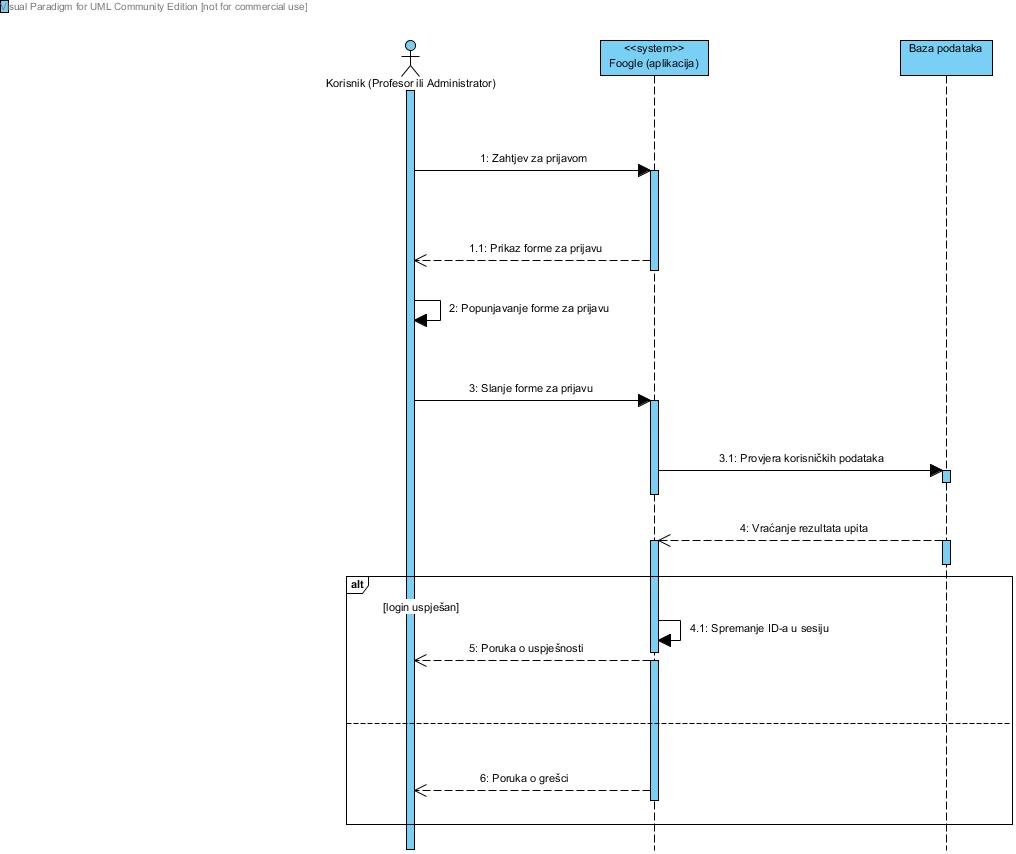 Visual Paradigm for UML Community Edition [not for commercial use]
Korisnik (Profesor ili Administrator)
<<system>>
Foogle (aplikacija)
Baza podataka
1: Zahtjev za prijavom
1.1: Prikaz forme za prijavu
2: Popunjavanje forme za prijavu
3: Slanje forme za prijavu
3.1: Provjera korisničkih podataka
4: Vraćanje rezultata upita
alt
[login uspješan]
4.1: Spremanje ID-a u sesiju
5: Poruka o uspješnosti
6: Poruka o grešci